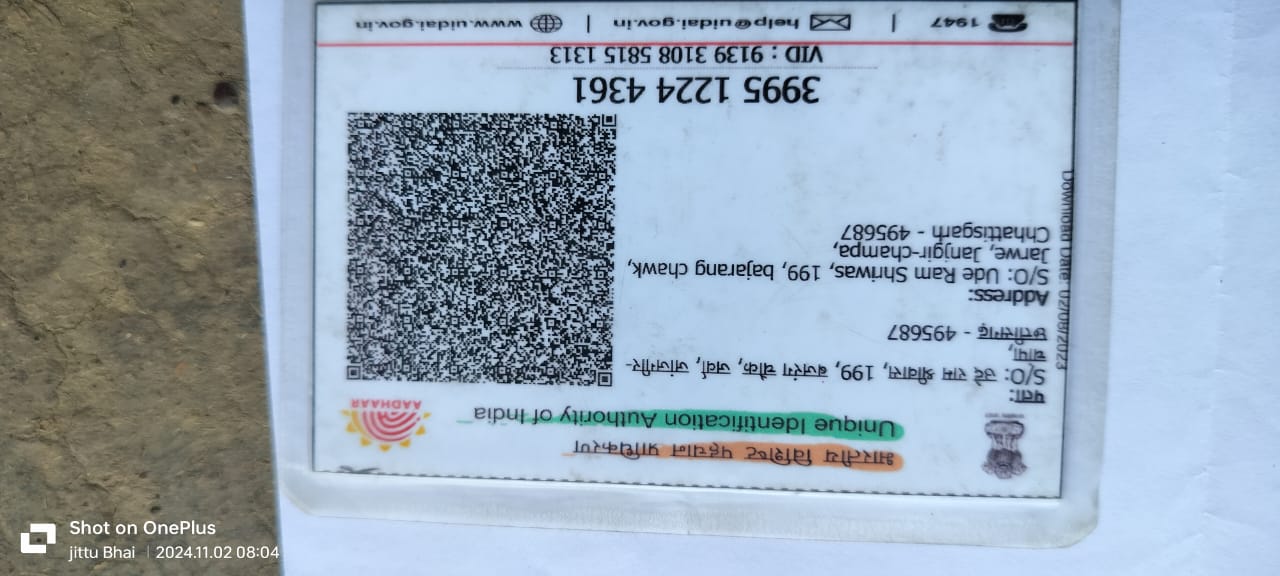 भारतीय विशिष्ट पहचान प्राधिकरण
Unique Identification Authority of India
AADHAAR
पता:
S/O: उदे राम श्रीवास, 199, बजरंग चौक, जर्वे, जांजगीर-
चांपा,
छत्तीसगढ़ - 495687
Address:
S/O: Ude Ram Shriwas, 199, bajarang chawk,
Jarwe, Janjgir-champa,
Chhattisgarh - 495687
Download Date: 02/08/2023
3995 1224 4361
VID : 9139 3108 5815 1313
1947 | help@uidai.gov.in | www.uidai.gov.in
Shot on OnePlus
jittu Bhai | 2024.11.02 08:04